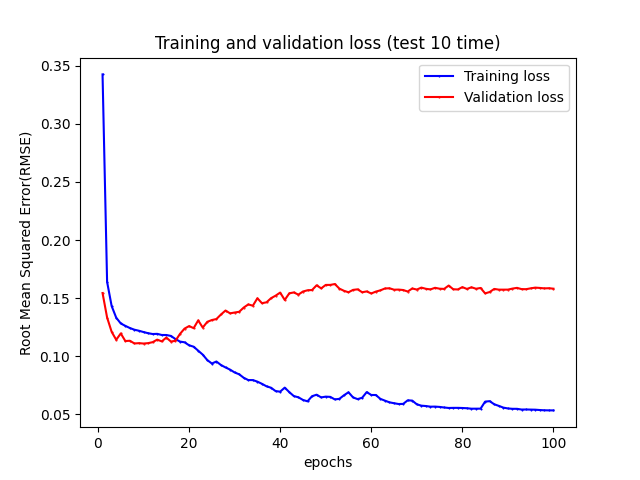 Training and validation loss (test 10 time)
Training loss
Validation loss
Root Mean Squared Error(RMSE)
0.35
0.30
0.25
0.20
0.15
0.10
0.05
0 20 40 60 80 100
epochs